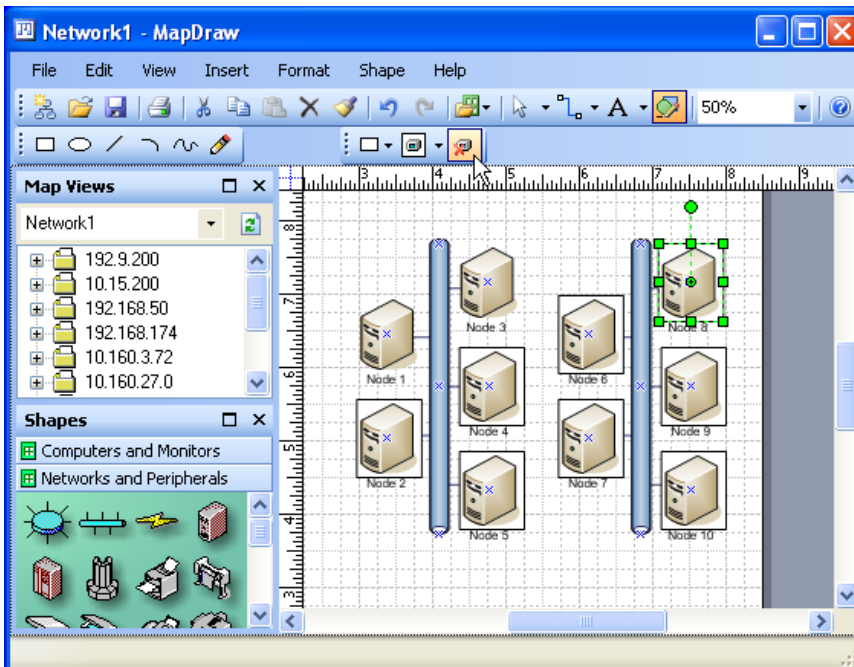 Network1 - MapDraw
File Edit View Insert Format Shape Help
A 50%
Map Views
3 4 5 6 7 8 9
Network1
8
192.9.200
10.15.200
192.168.50
192.168.174
10.160.3.72
10.160.27.0
7
Node 3 Node 8
Node 1 Node 6
6
Shapes
Node 4 Node 9
Computers and Monitors
5
Networks and Peripherals
Node 2 Node 7
4
Node 5 Node 10
3